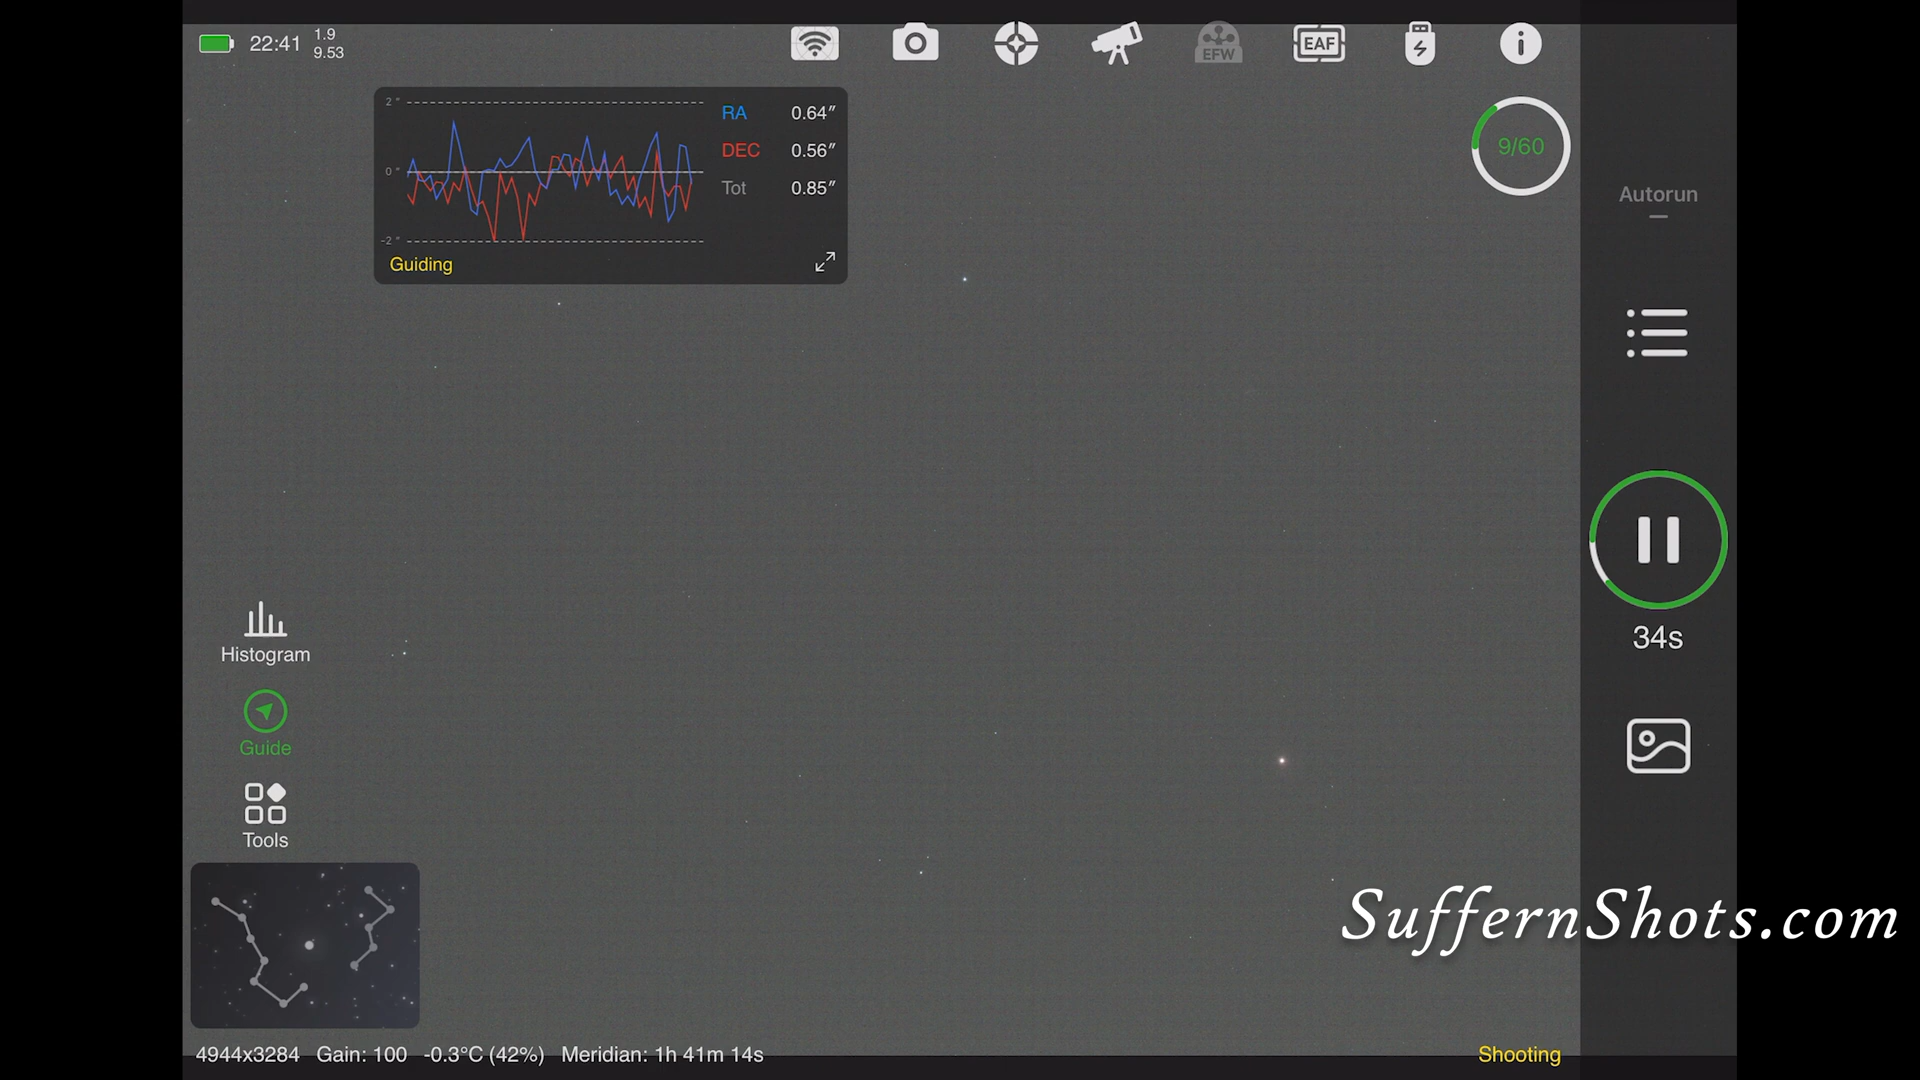 22:41
1.9
9.53
EFW
EAF
2 "
0 "
-2 "
RA 0.64"
DEC 0.56"
Tot 0.85"
Guiding
9/60
Autorun
34s
Histogram
Guide
Tools
SuffernShots.com
4944x3284 Gain: 100 -0.3°C (42%) Meridian: 1h 41m 14s
Shooting